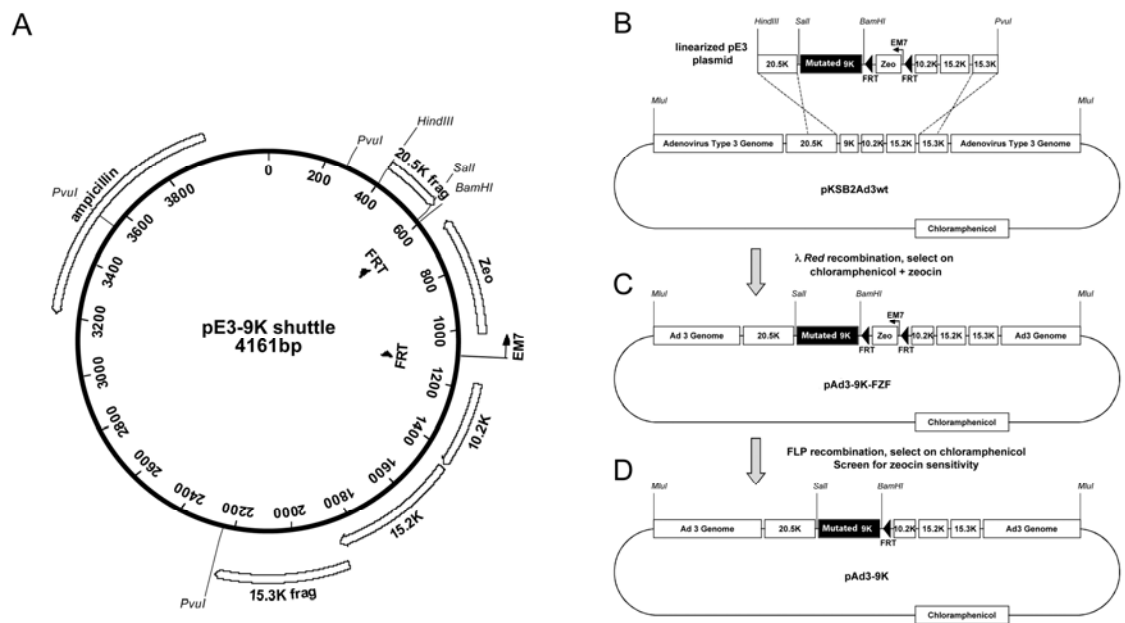 A
PvuI
HindIII
SalI
BamHI
20.5K frag
ampicillin
PvuI
0
200
400
600
800
1000
1200
1400
1600
1800
2000
2200
2400
2600
2800
3000
3200
3400
3600
3800
Zeo
FRT
FRT
EM7
pE3-9K shuttle
4161bp
10.2K
15.2K
15.3K frag
PvuI
B
HindIII
SalI
BamHI
PvuI
linearized pE3
plasmid
EM7
20.5K
Mutated 9K
Zeo
10.2K
15.2K
15.3K
FRT
FRT
MluI
MluI
Adenovirus Type 3 Genome
20.5K
9K
10.2K
15.2K
15.3K
Adenovirus Type 3 Genome
pKSB2Ad3wt
Chloramphenicol
λ Red recombination, select on
chloramphenicol + zeocin
C
MluI
SalI
BamHI
MluI
EM7
Ad 3 Genome
20.5K
Mutated 9K
Zeo
10.2K
15.2K
15.3K
Ad3 Genome
FRT
FRT
pAd3-9K-FZF
Chloramphenicol
FLP recombination, select on chloramphenicol
Screen for zeocin sensitivity
D
MluI
SalI
BamHI
MluI
Ad 3 Genome
20.5K
Mutated 9K
10.2K
15.2K
15.3K
Ad3 Genome
FRT
pAd3-9K
Chloramphenicol